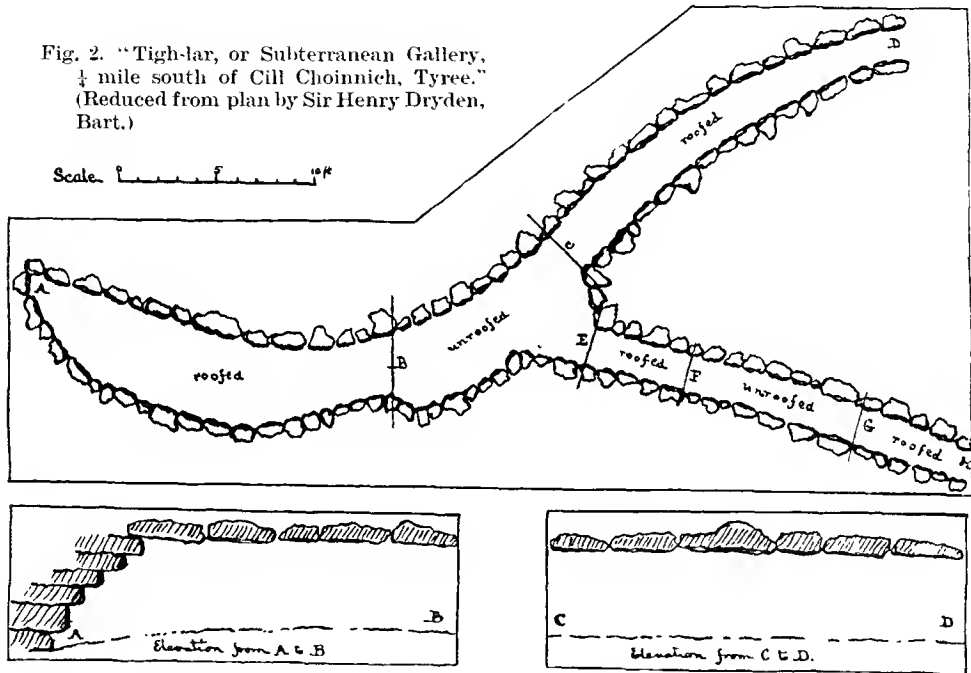 Fig. 2. "Tigh-lar, or Subterranean Gallery,
¼ mile south of Cill Choinnich, Tyree."
(Reduced from plan by Sir Henry Dryden,
Bart.)
Scale 0 5 10 ft
D
roofed
C
A
unroofed
B
roofed
E
roofed
F
unroofed
G
roofed
A
B
Elevation from A to B
C
D
Elevation from C to D.